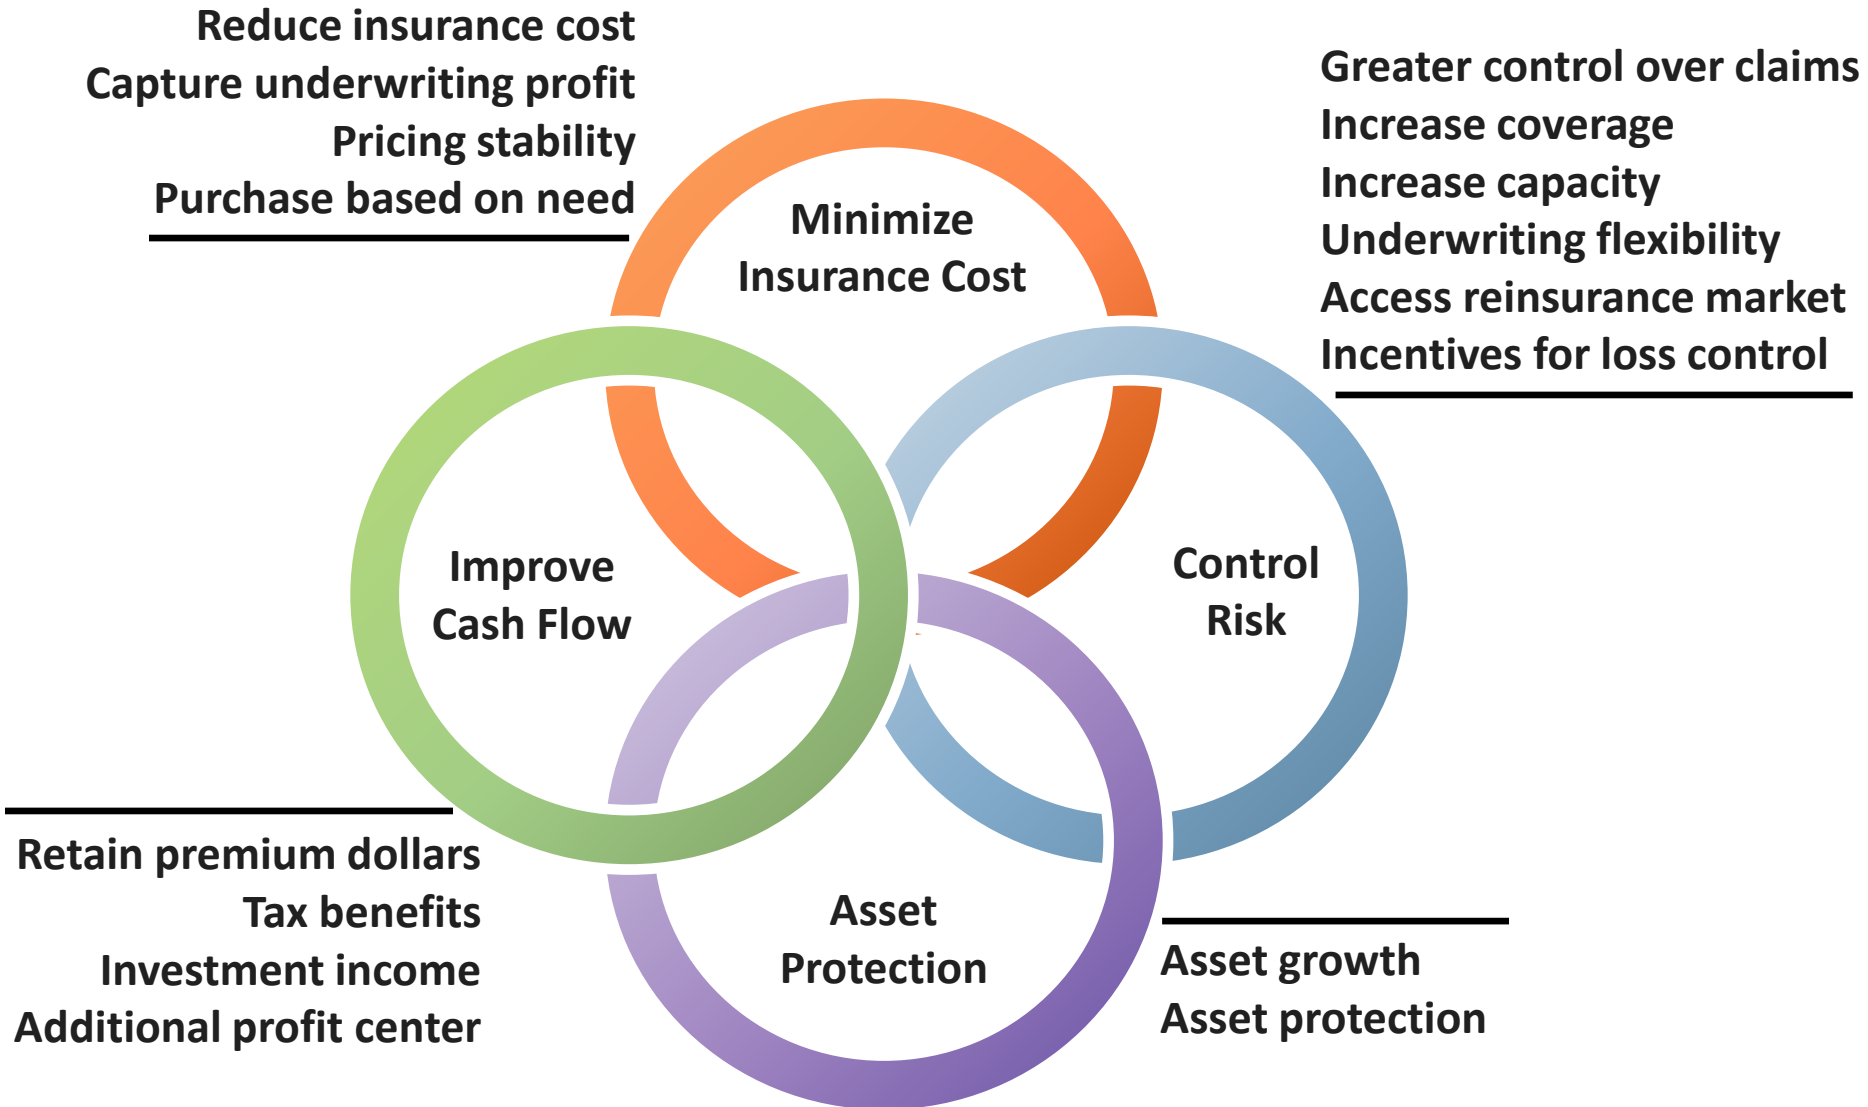 Reduce insurance cost
Capture underwriting profit
Pricing stability
Purchase based on need
Greater control over claims
Increase coverage
Increase capacity
Underwriting flexibility
Access reinsurance market
Incentives for loss control
Minimize
Insurance Cost
Improve
Cash Flow
Control
Risk
Asset
Protection
Retain premium dollars
Tax benefits
Investment income
Additional profit center
Asset growth
Asset protection